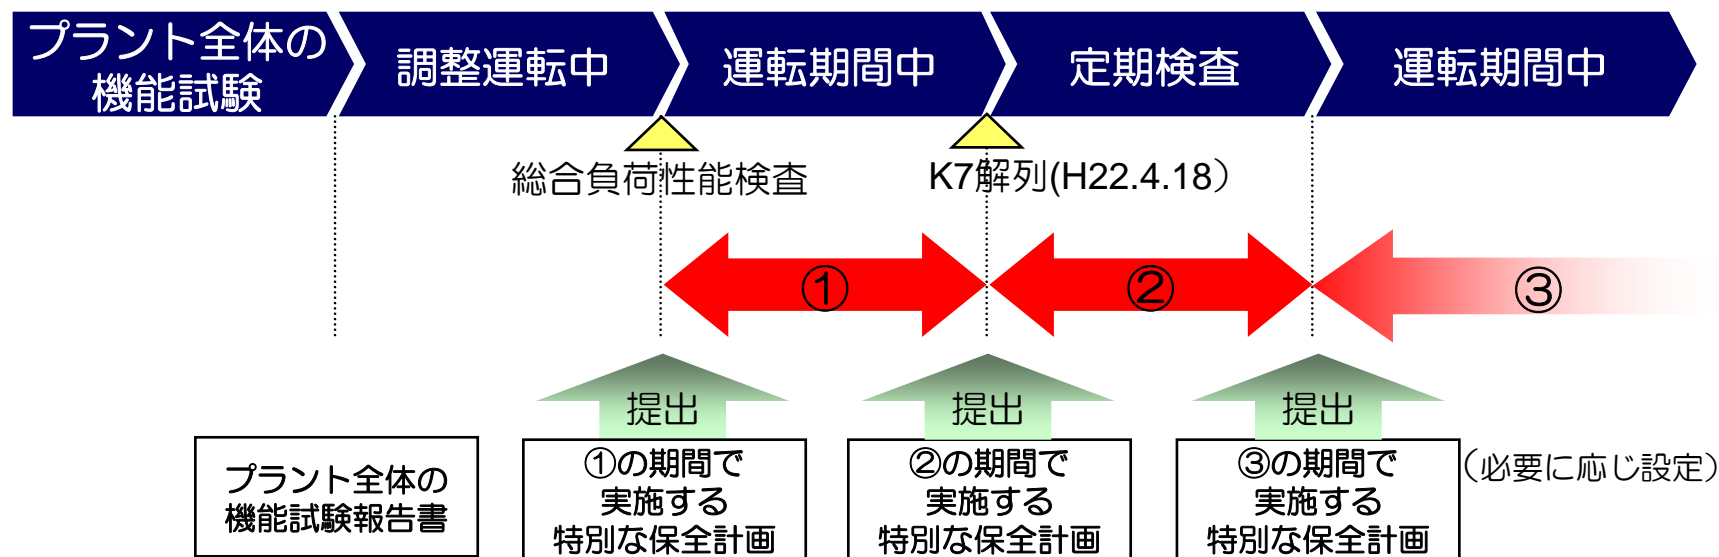 プラント全体の
機能試験
調整運転中
運転期間中
定期検査
運転期間中
総合負荷性能検査
K7解列(H22.4.18)
①
②
③
提出
提出
提出
プラント全体の
機能試験報告書
①の期間で
実施する
特別な保全計画
②の期間で
実施する
特別な保全計画
③の期間で
実施する
特別な保全計画
(必要に応じ設定)